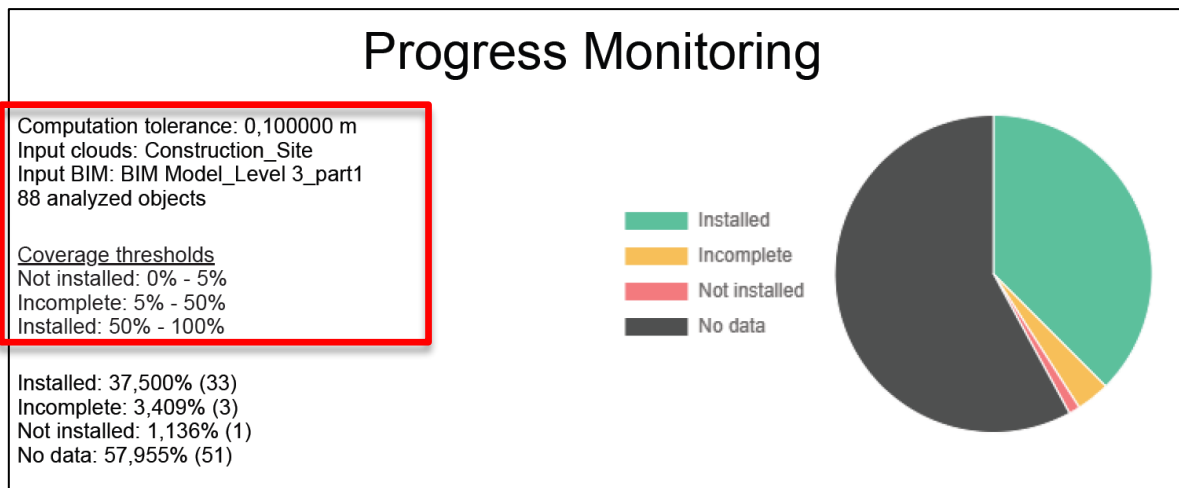 Progress Monitoring
Computation tolerance: 0,100000 m
Input clouds: Construction_Site
Input BIM: BIM Model_Level 3_part1
88 analyzed objects
Coverage thresholds
Not installed: 0% - 5%
Incomplete: 5% - 50%
Installed: 50% - 100%
Installed: 37,500% (33)
Incomplete: 3,409% (3)
Not installed: 1,136% (1)
No data: 57,955% (51)
Installed
Incomplete
Not installed
No data